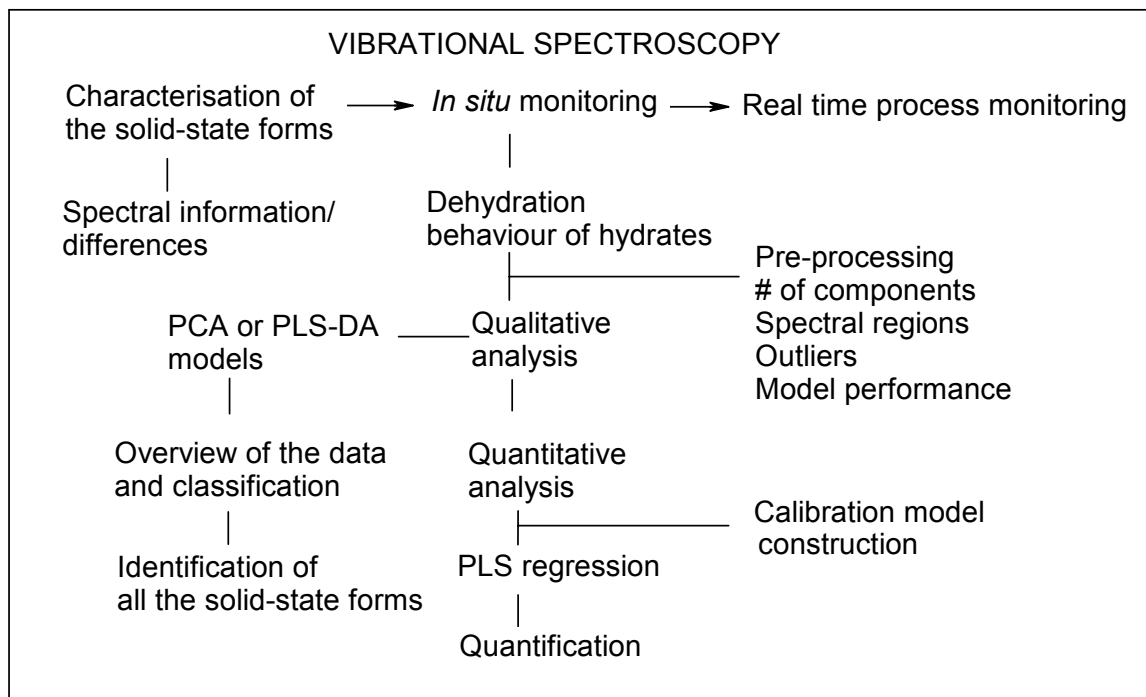 VIBRATIONAL SPECTROSCOPY
Characterisation of
the solid-state forms
In situ monitoring
Real time process monitoring
Spectral information/
differences
Dehydration
behaviour of hydrates
Pre-processing
# of components
Spectral regions
Outliers
Model performance
PCA or PLS-DA
models
Qualitative
analysis
Overview of the data
and classification
Quantitative
analysis
Calibration model
construction
Identification of
all the solid-state forms
PLS regression
Quantification